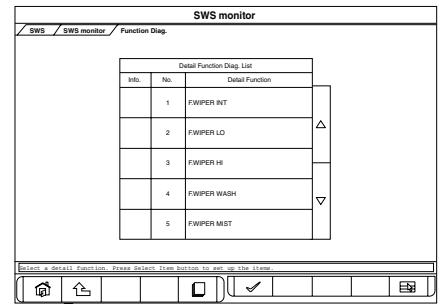 SWS monitor
SWS SWS monitor Function Diag.
Detail Function Diag. List
Info. No. Detail Function
1 F.WIPER INT
2 F.WIPER LO
3 F.WIPER HI
4 F.WIPER WASH
5 F.WIPER MIST
Select a detail function. Press Select Item button to set up the items.